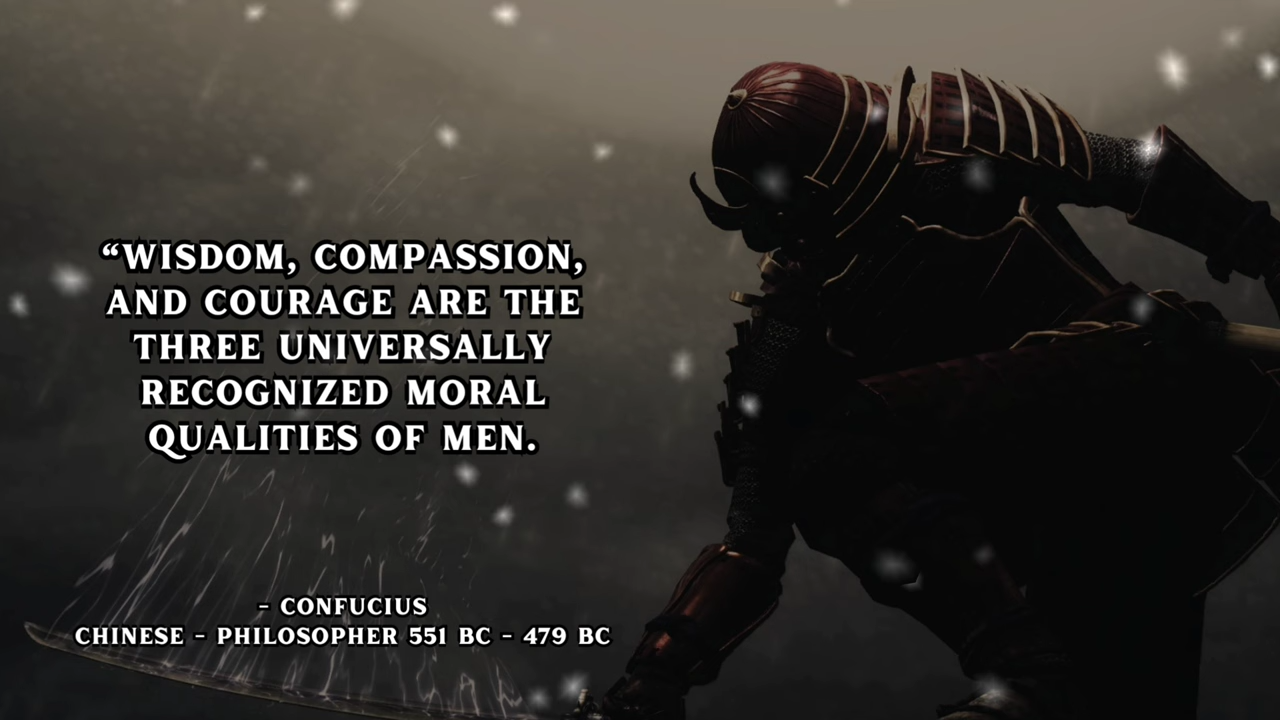 “WISDOM, COMPASSION,
AND COURAGE ARE THE
THREE UNIVERSALLY
RECOGNIZED MORAL
QUALITIES OF MEN.
- CONFUCIUS
CHINESE - PHILOSOPHER 551 BC - 479 BC